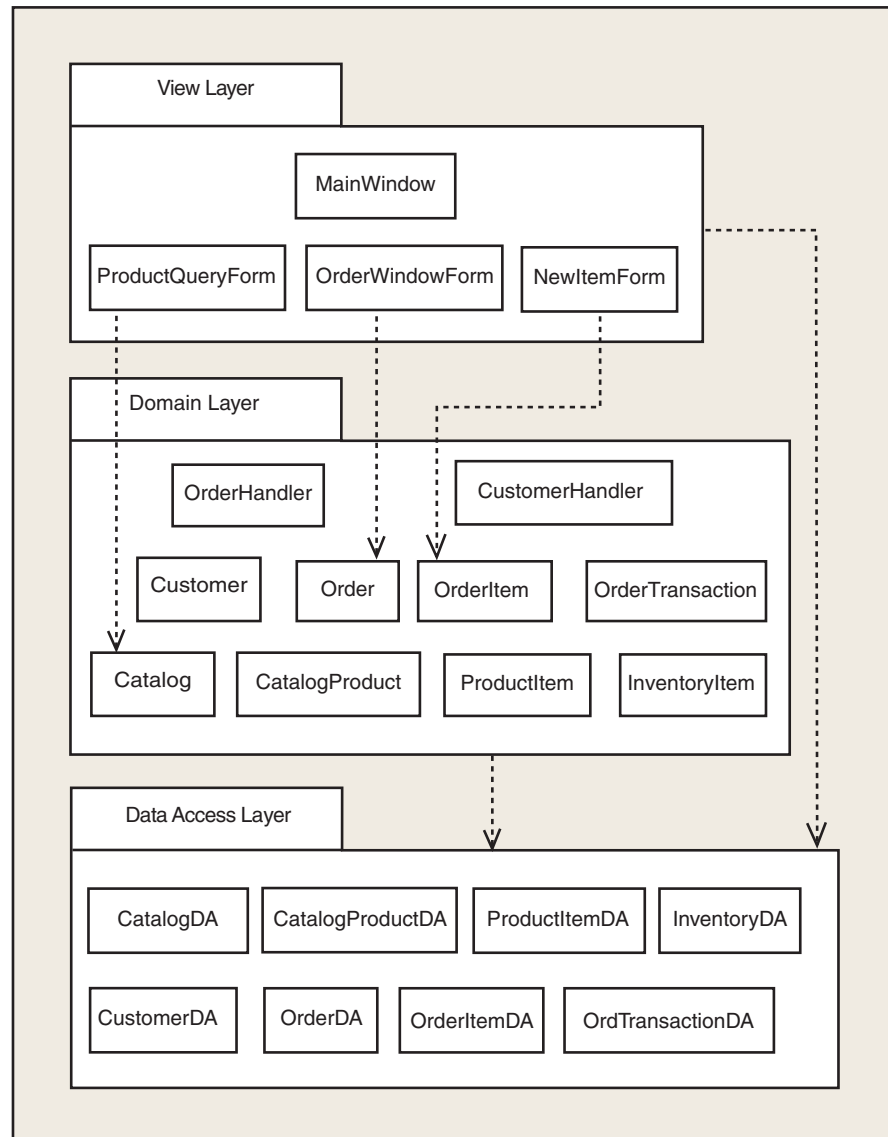 View Layer
MainWindow
ProductQueryForm
OrderWindowForm
NewItemForm
Domain Layer
OrderHandler
CustomerHandler
Customer
Order
OrderItem
OrderTransaction
Catalog
CatalogProduct
ProductItem
InventoryItem
Data Access Layer
CatalogDA
CatalogProductDA
ProductItemDA
InventoryDA
CustomerDA
OrderDA
OrderItemDA
OrdTransactionDA